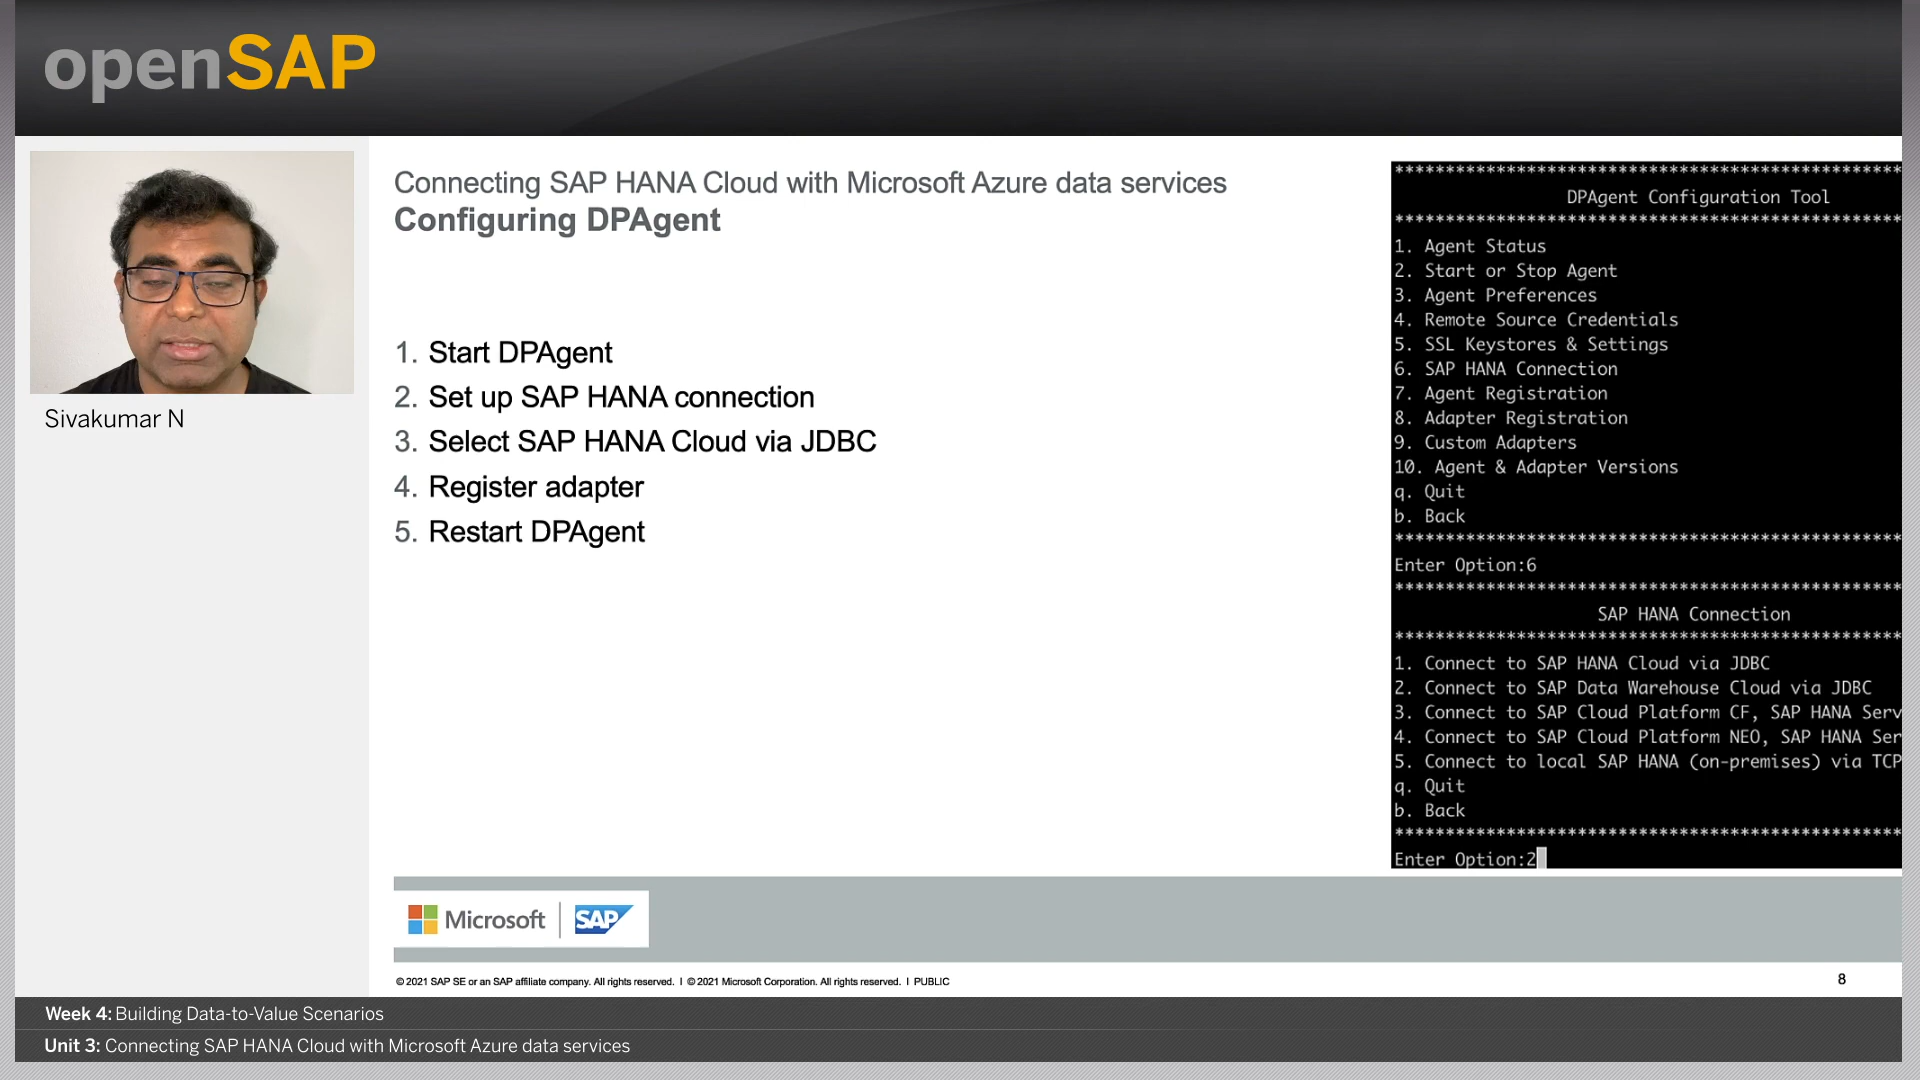 openSAP
Sivakumar N
Connecting SAP HANA Cloud with Microsoft Azure data services
Configuring DPAgent
1. Start DPAgent
2. Set up SAP HANA connection
3. Select SAP HANA Cloud via JDBC
4. Register adapter
5. Restart DPAgent
**************************************************
DPAgent Configuration Tool
**************************************************
1. Agent Status
2. Start or Stop Agent
3. Agent Preferences
4. Remote Source Credentials
5. SSL Keystores & Settings
6. SAP HANA Connection
7. Agent Registration
8. Adapter Registration
9. Custom Adapters
10. Agent & Adapter Versions
q. Quit
b. Back
**************************************************
Enter Option:6
**************************************************
SAP HANA Connection
**************************************************
1. Connect to SAP HANA Cloud via JDBC
2. Connect to SAP Data Warehouse Cloud via JDBC
3. Connect to SAP Cloud Platform CF, SAP HANA Serv
4. Connect to SAP Cloud Platform NEO, SAP HANA Ser
5. Connect to local SAP HANA (on-premises) via TCP
q. Quit
b. Back
**************************************************
Enter Option:2
Microsoft | SAP
© 2021 SAP SE or an SAP affiliate company. All rights reserved. I © 2021 Microsoft Corporation. All rights reserved. I PUBLIC
8
Week 4: Building Data-to-Value Scenarios
Unit 3: Connecting SAP HANA Cloud with Microsoft Azure data services